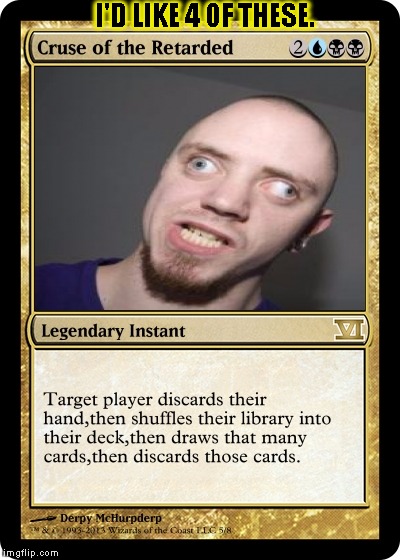 I'D LIKE 4 OF THESE.
Cruse of the Retarded 2
Legendary Instant VI
Target player discards their
hand,then shuffles their library into
their deck,then draws that many
cards,then discards those cards.
Derpy McHurpderp
™ & © 1993-2013 Wizards of the Coast LLC 5/8
imgflip.com